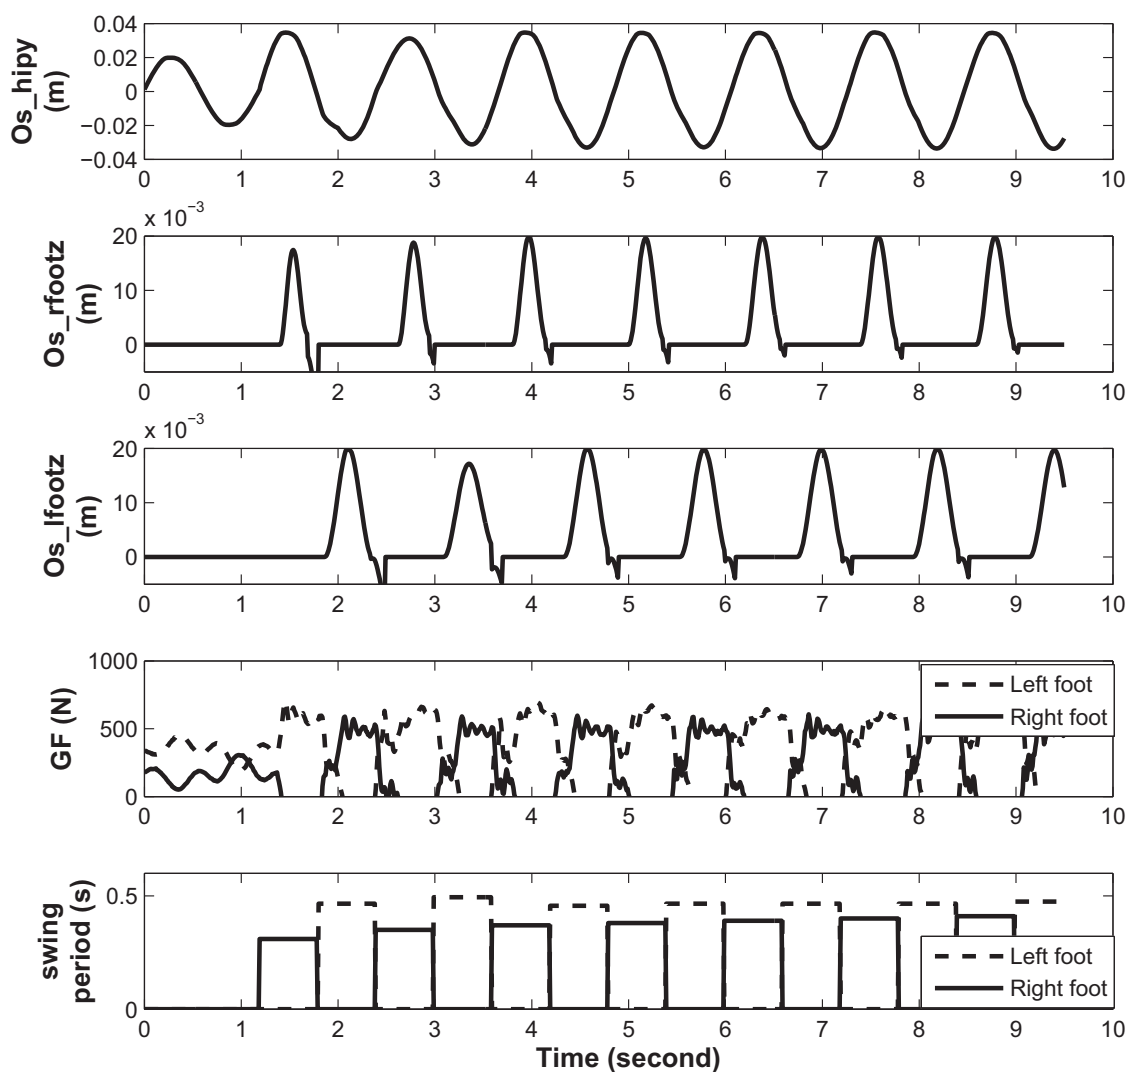 Os_hipy
(m)
0.04
0.02
0
−0.02
−0.04
0 1 2 3 4 5 6 7 8 9 10
x 10−3
Os_rfootz
(m)
20
10
0
0 1 2 3 4 5 6 7 8 9 10
x 10−3
Os_lfootz
(m)
20
10
0
0 1 2 3 4 5 6 7 8 9 10
GF (N)
1000
500
0
Left foot
Right foot
0 1 2 3 4 5 6 7 8 9 10
swing
period (s)
0.5
0
Left foot
Right foot
0 1 2 3 4 5 6 7 8 9 10
Time (second)